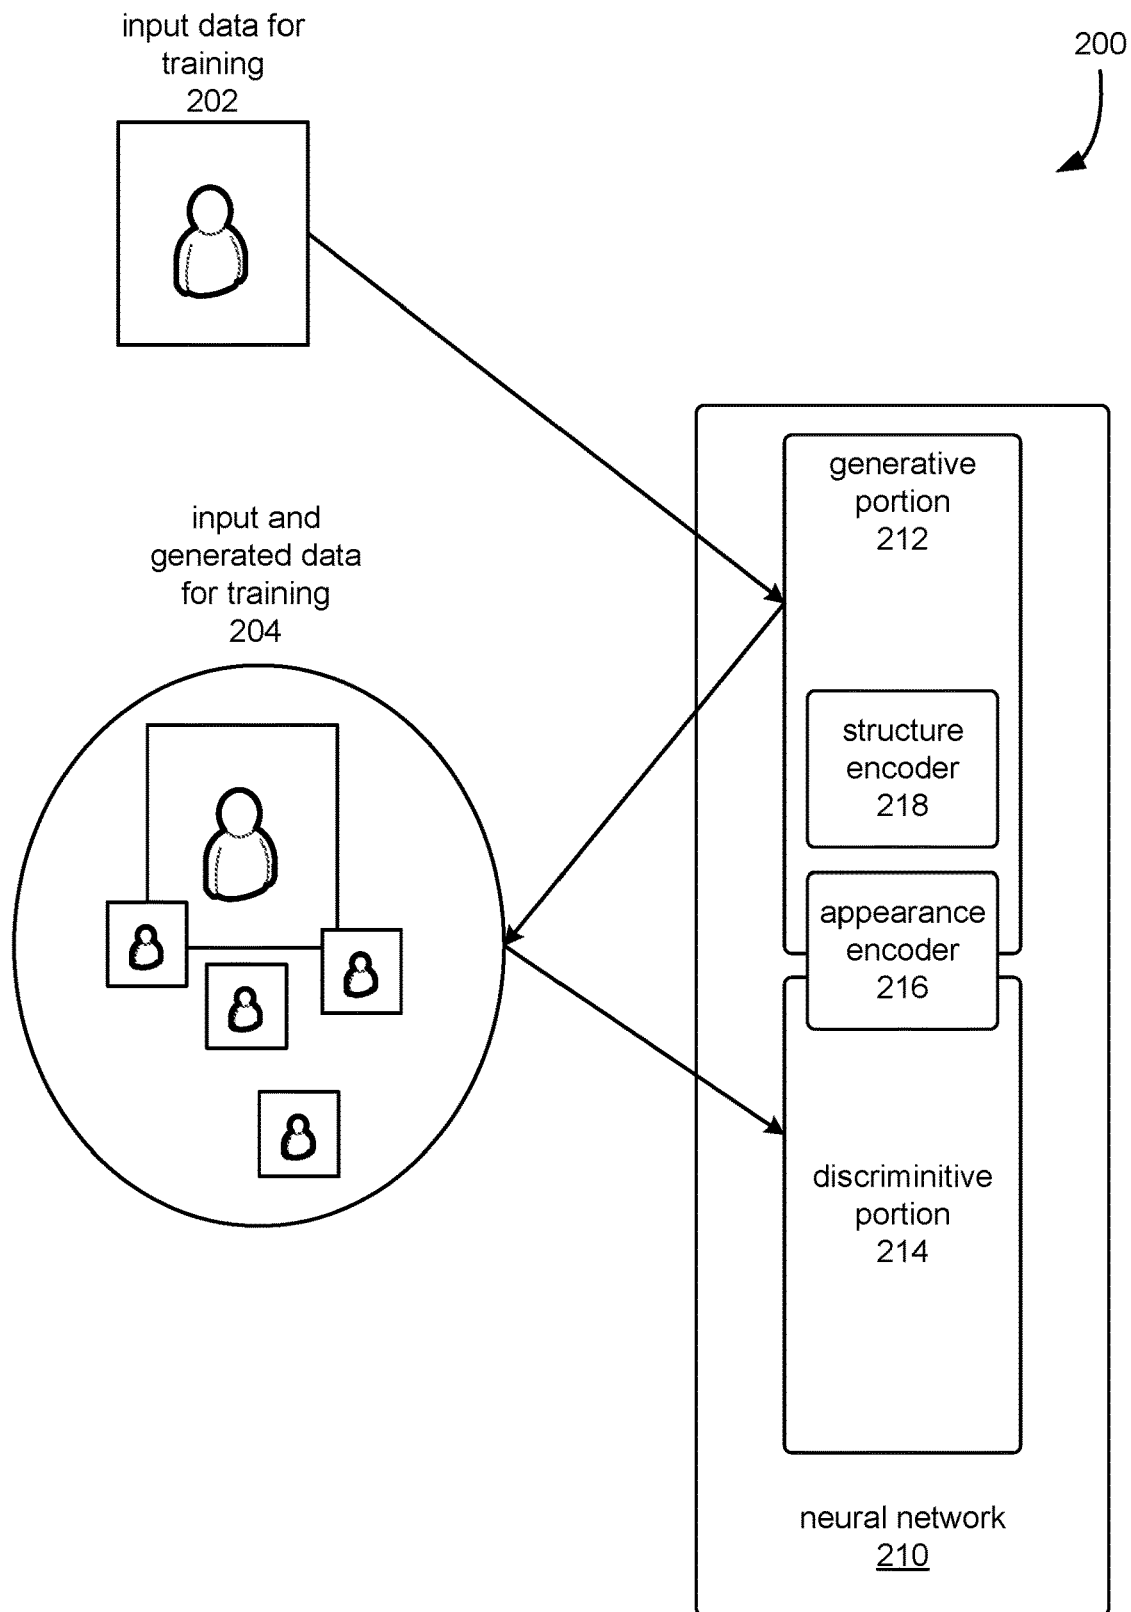 input data for
training
202
200
generative
portion
212
input and
generated data
for training
204
structure
encoder
218
appearance
encoder
216
discriminitive
portion
214
neural network
210